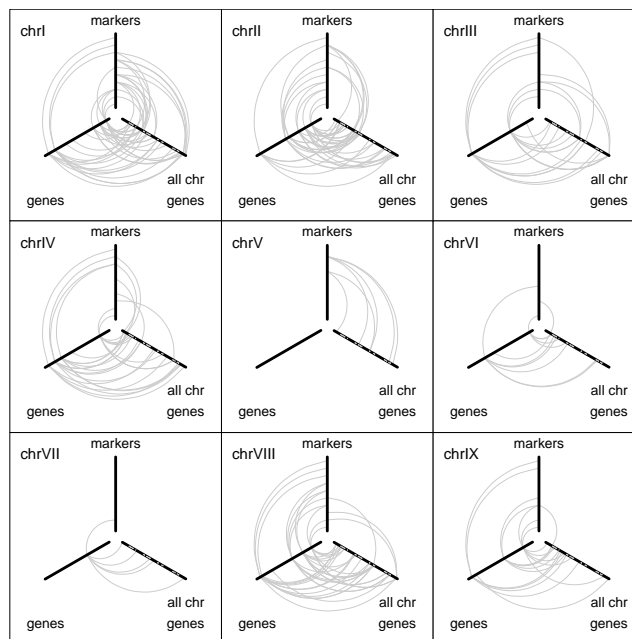 chrI
markers
genes
all chr
genes
chrII
markers
genes
all chr
genes
chrIII
markers
genes
all chr
genes
chrIV
markers
genes
all chr
genes
chrV
markers
genes
all chr
genes
chrVI
markers
genes
all chr
genes
chrVII
markers
genes
all chr
genes
chrVIII
markers
genes
all chr
genes
chrIX
markers
genes
all chr
genes